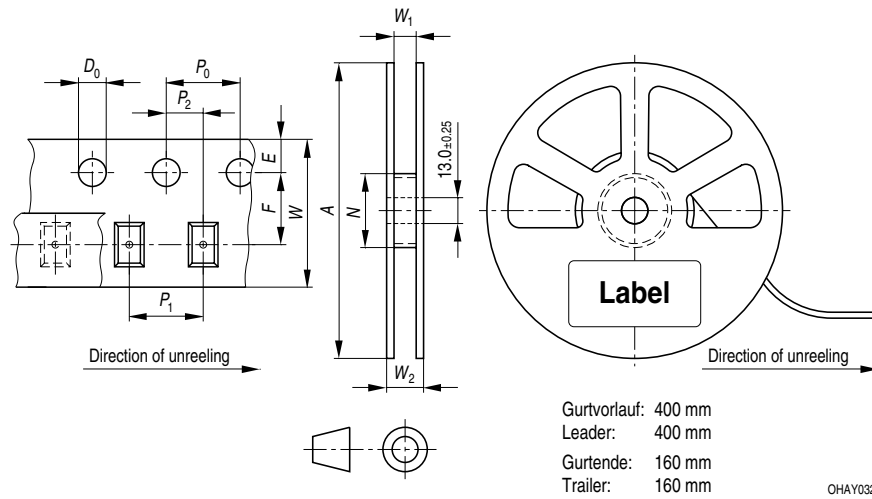 W1
D0
P0
P2
E
F
W
A
N
13.0±0.25
P1
Label
Direction of unreeling
W2
Direction of unreeling
Gurtvorlauf: 400 mm
Leader: 400 mm
Gurtende: 160 mm
Trailer: 160 mm